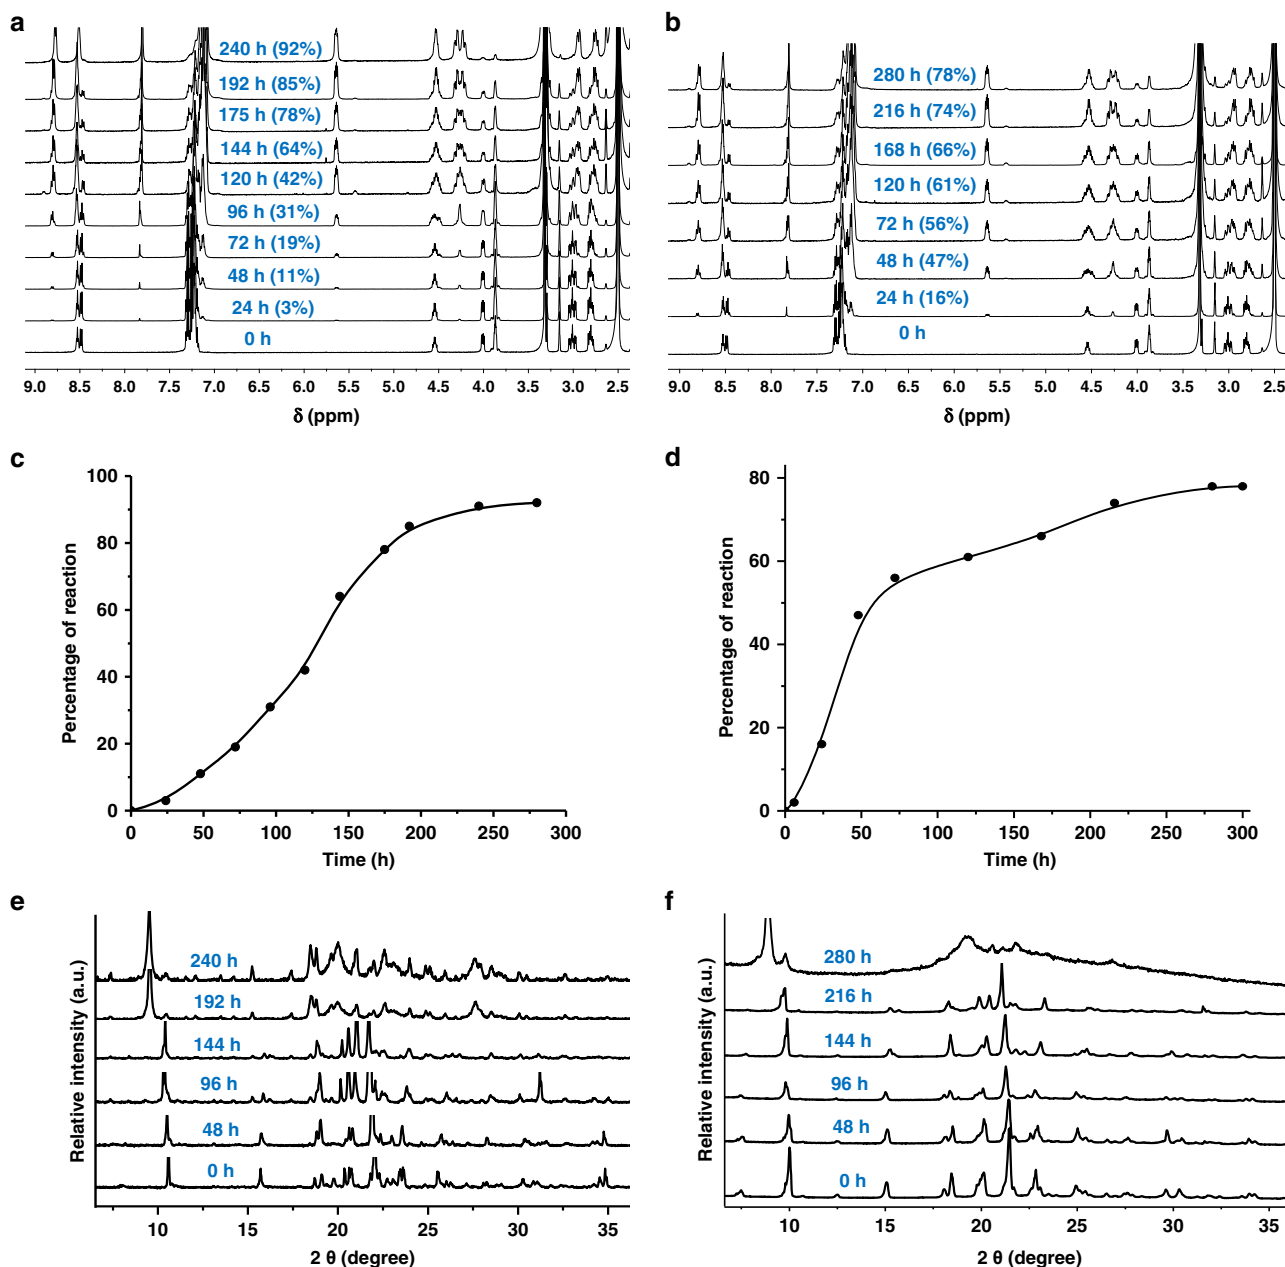 a
240 h (92%)
192 h (85%)
175 h (78%)
144 h (64%)
120 h (42%)
96 h (31%)
72 h (19%)
48 h (11%)
24 h (3%)
0 h
9.0 8.5 8.0 7.5 7.0 6.5 6.0 5.5 5.0 4.5 4.0 3.5 3.0 2.5
δ (ppm)
b
280 h (78%)
216 h (74%)
168 h (66%)
120 h (61%)
72 h (56%)
48 h (47%)
24 h (16%)
0 h
9.0 8.5 8.0 7.5 7.0 6.5 6.0 5.5 5.0 4.5 4.0 3.5 3.0 2.5
δ (ppm)
c
Percentage of reaction
100
80
60
40
20
0
0 50 100 150 200 250 300
Time (h)
d
Percentage of reaction
80
60
40
20
0
0 50 100 150 200 250 300
Time (h)
e
Relative intensity (a.u.)
240 h
192 h
144 h
96 h
48 h
0 h
10 15 20 25 30 35
2 θ (degree)
f
Relative intensity (a.u.)
280 h
216 h
144 h
96 h
48 h
0 h
10 15 20 25 30 35
2 θ (degree)